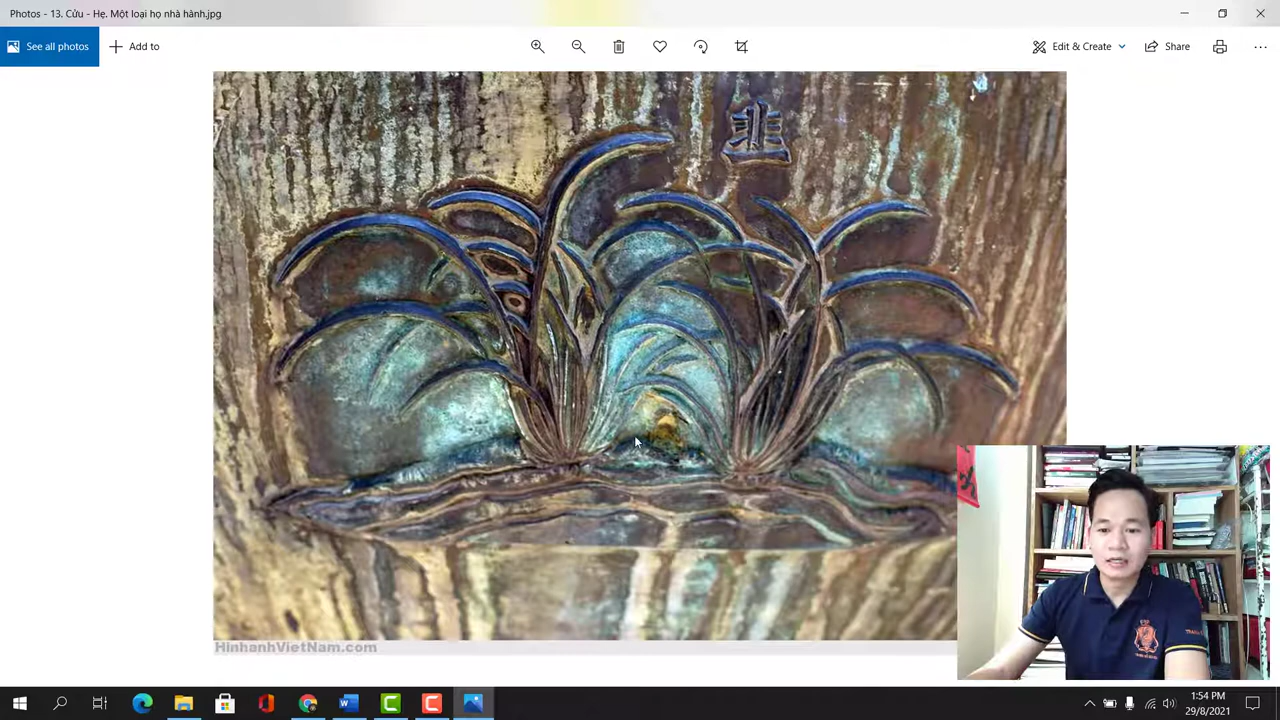 Photos - 13. Cửu - Hẹ. Một loại họ nhà hành.jpg
See all photos
Add to
Edit & Create
Share
韭
HinhanhVietNam.com
1:54 PM
29/8/2021